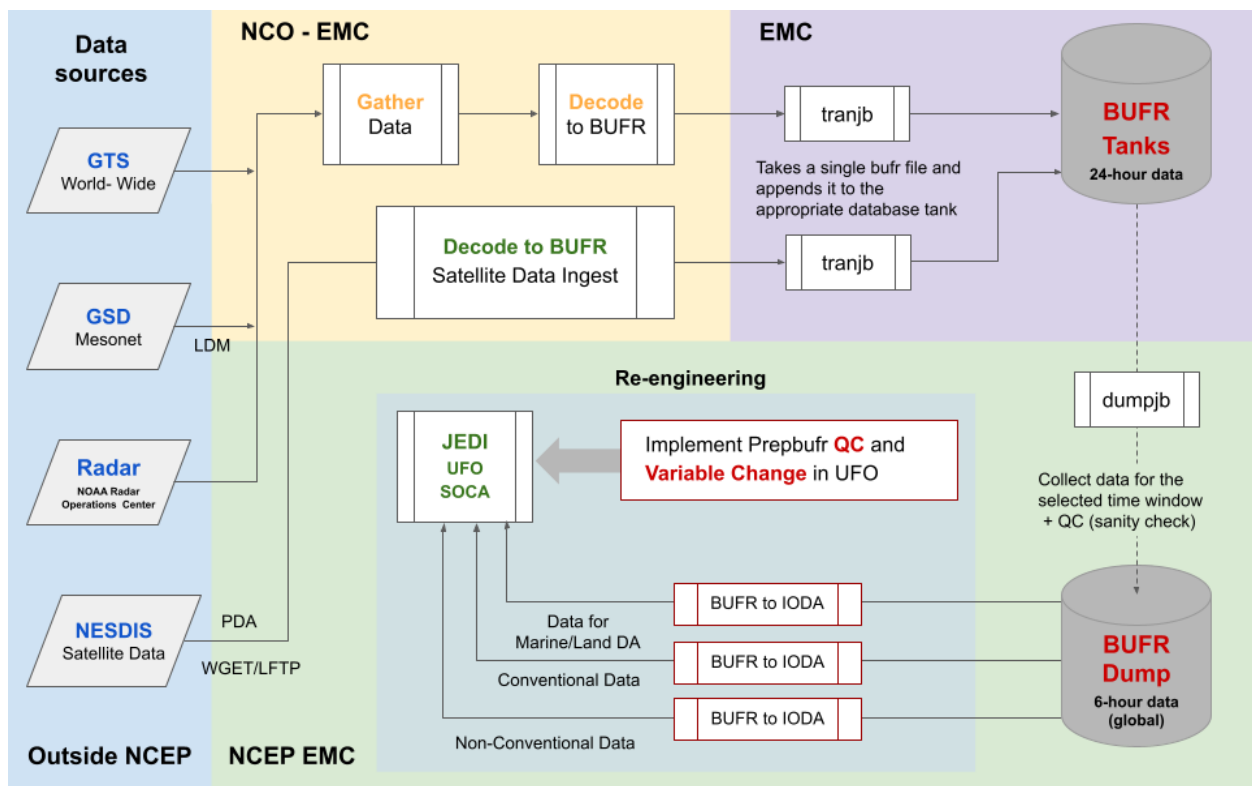 Data
sources
NCO - EMC
EMC
Gather
Data
Decode
to BUFR
tranjb
BUFR
Tanks
24-hour data
GTS
World- Wide
Takes a single bufr file and
appends it to the
appropriate database tank
Decode to BUFR
Satellite Data Ingest
tranjb
GSD
Mesonet
LDM
Re-engineering
dumpjb
JEDI
UFO
SOCA
Implement Prepbufr QC and
Variable Change in UFO
Radar
NOAA Radar
Operations Center
Collect data for the
selected time window
+ QC (sanity check)
BUFR to IODA
Data for
Marine/Land DA
NESDIS
Satellite Data
PDA
WGET/LFTP
BUFR to IODA
Conventional Data
BUFR
Dump
6-hour data
(global)
BUFR to IODA
Non-Conventional Data
Outside NCEP
NCEP EMC